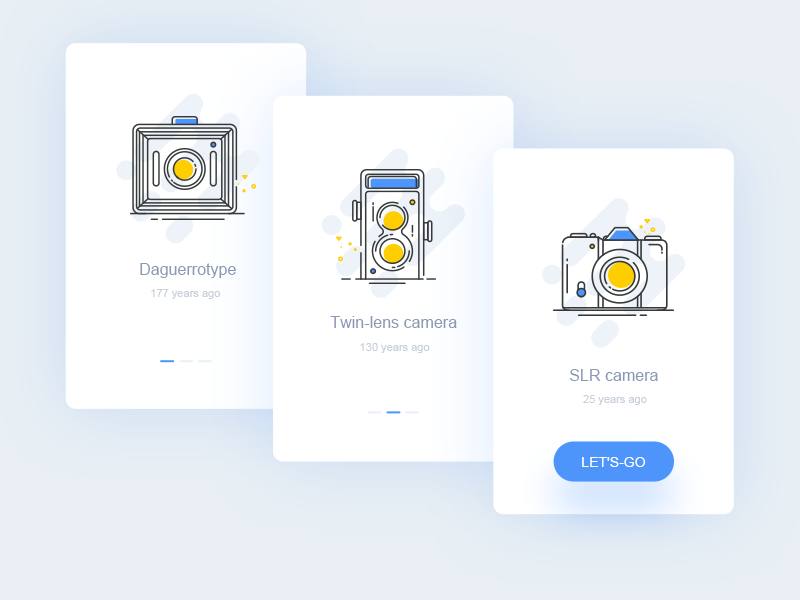 Daguerrotype
177 years ago
Twin-lens camera
130 years ago
SLR camera
25 years ago
LET'S-GO